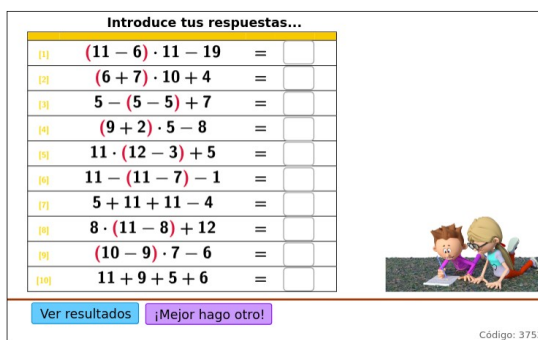 Introduce tus respuestas...
[1] (11 − 6) · 11 − 19 =
[2] (6 + 7) · 10 + 4 =
[3] 5 − (5 − 5) + 7 =
[4] (9 + 2) · 5 − 8 =
[5] 11 · (12 − 3) + 5 =
[6] 11 − (11 − 7) − 1 =
[7] 5 + 11 + 11 − 4 =
[8] 8 · (11 − 8) + 12 =
[9] (10 − 9) · 7 − 6 =
[10] 11 + 9 + 5 + 6 =
Ver resultados ¡Mejor hago otro!
Código: 375